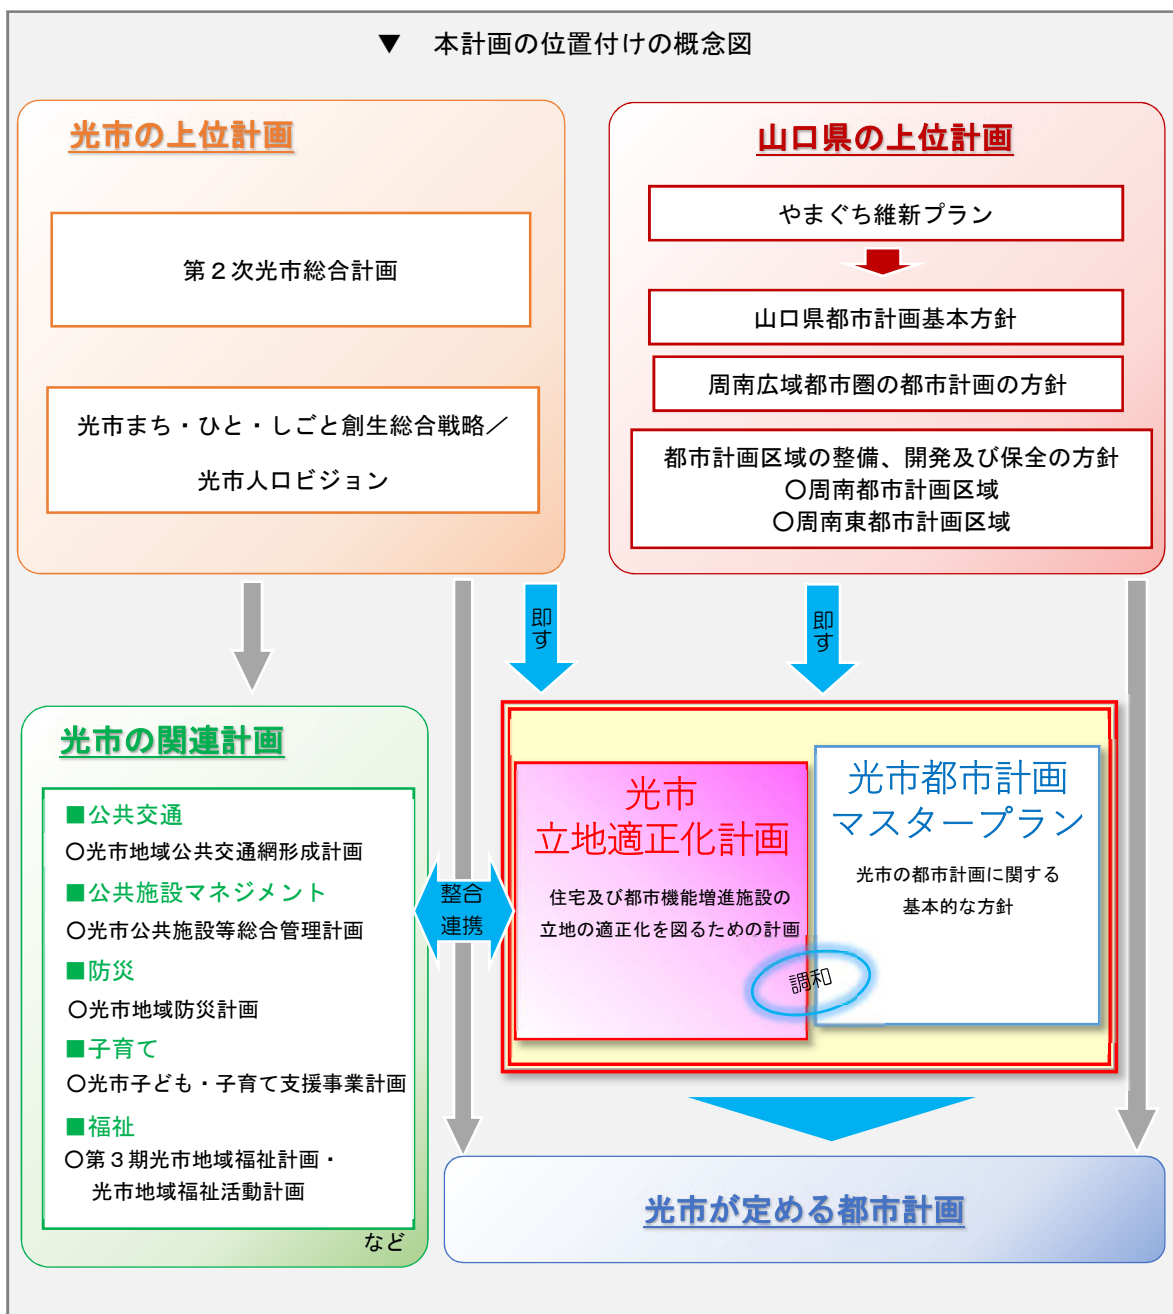 ▼ 本計画の位置付けの概念図
光市の上位計画
第２次光市総合計画
光市まち・ひと・しごと創生総合戦略／
光市人口ビジョン
山口県の上位計画
やまぐち維新プラン
山口県都市計画基本方針
周南広域都市圏の都市計画の方針
都市計画区域の整備、開発及び保全の方針
〇周南都市計画区域
〇周南東都市計画区域
即す
即す
光市の関連計画
■公共交通
〇光市地域公共交通網形成計画
■公共施設マネジメント
〇光市公共施設等総合管理計画
■防災
〇光市地域防災計画
■子育て
〇光市子ども・子育て支援事業計画
■福祉
〇第３期光市地域福祉計画・
光市地域福祉活動計画
など
整合
連携
光市
立地適正化計画
住宅及び都市機能増進施設の
立地の適正化を図るための計画
光市都市計画
マスタープラン
光市の都市計画に関する
基本的な方針
調和
光市が定める都市計画